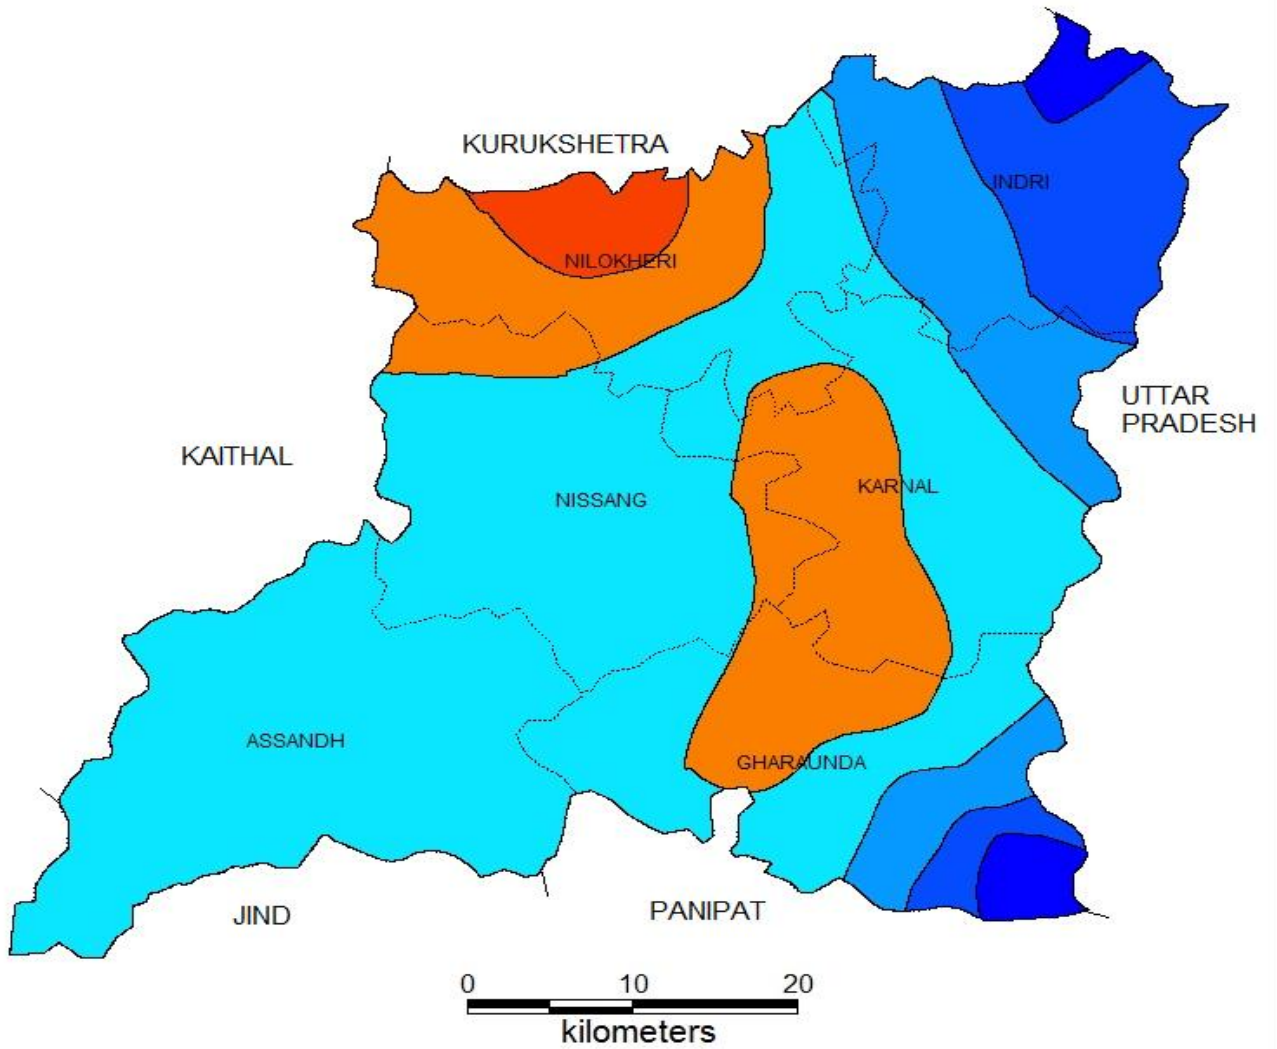 KURUKSHETRA
INDRI
NILOKHERI
UTTAR
PRADESH
KAITHAL
NISSANG
KARNAL
ASSANDH
GHARAUNDA
JIND
PANIPAT
0 10 20
kilometers